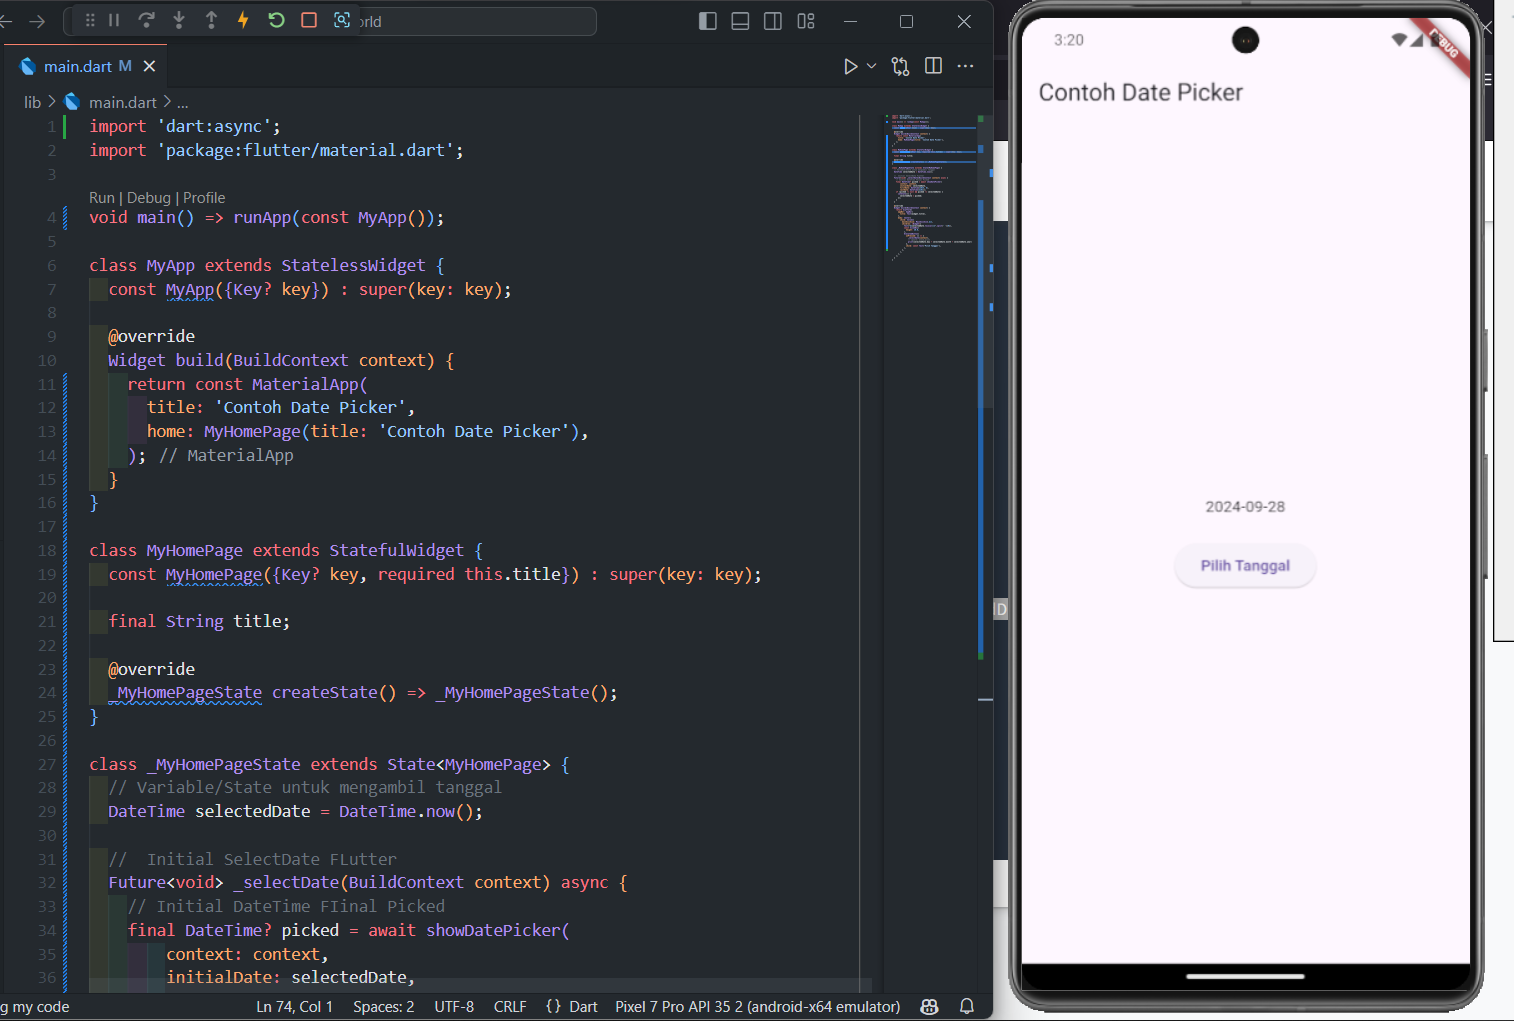 orld
main.dart M
lib > main.dart > ...
1 import 'dart:async';
2 import 'package:flutter/material.dart';
3
Run | Debug | Profile
4 void main() => runApp(const MyApp());
5
6 class MyApp extends StatelessWidget {
7 const MyApp({Key? key}) : super(key: key);
8
9 @override
10 Widget build(BuildContext context) {
11 return const MaterialApp(
12 title: 'Contoh Date Picker',
13 home: MyHomePage(title: 'Contoh Date Picker'),
14 ); // MaterialApp
15 }
16 }
17
18 class MyHomePage extends StatefulWidget {
19 const MyHomePage({Key? key, required this.title}) : super(key: key);
20
21 final String title;
22
23 @override
24 _MyHomePageState createState() => _MyHomePageState();
25 }
26
27 class _MyHomePageState extends State<MyHomePage> {
28 // Variable/State untuk mengambil tanggal
29 DateTime selectedDate = DateTime.now();
30
31 //  Initial SelectDate FLutter
32 Future<void> _selectDate(BuildContext context) async {
33 // Initial DateTime FIinal Picked
34 final DateTime? picked = await showDatePicker(
35 context: context,
36 initialDate: selectedDate,
g my code
Ln 74, Col 1
Spaces: 2
UTF-8
CRLF
{} Dart
Pixel 7 Pro API 35 2 (android-x64 emulator)
ID
3:20
DEBUG
Contoh Date Picker
2024-09-28
Pilih Tanggal